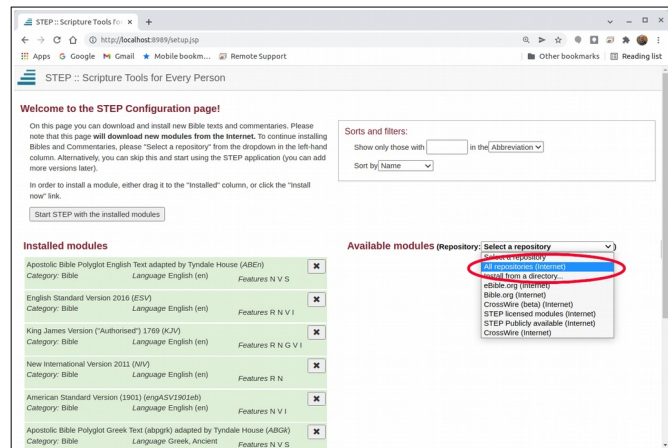 STEP :: Scripture Tools for
http://localhost:8989/setup.jsp
Apps Google Gmail Mobile bookm... Remote Support Other bookmarks Reading list
STEP :: Scripture Tools for Every Person
Welcome to the STEP Configuration page!
On this page you can download and install new Bible texts and commentaries. Please
note that this page will download new modules from the Internet. To continue installing
Bibles and Commentaries, please "Select a repository" from the dropdown in the left-hand
column. Alternatively, you can skip this and start using the STEP application (you can add
more versions later).
In order to install a module, either drag it to the "Installed" column, or click the "Install
now" link.
Start STEP with the installed modules
Sorts and filters:
Show only those with in the Abbreviation
Sort by Name
Installed modules
Apostolic Bible Polyglot English Text adapted by Tyndale House (ABEn)
Category: Bible Language English (en) Features N V S
English Standard Version 2016 (ESV)
Category: Bible Language English (en) Features R N V I
King James Version ("Authorised") 1769 (KJV)
Category: Bible Language English (en) Features R N G V I
New International Version 2011 (NIV)
Category: Bible Language English (en) Features R N
American Standard Version (1901) (engASV1901eb)
Category: Bible Language English (en) Features N V I
Apostolic Bible Polyglot Greek Text (abpgrk) adapted by Tyndale House (ABGk)
Category: Bible Language Greek, Ancient Features N V S
Available modules (Repository: Select a repository )
Select a repository
All repositories (Internet)
Install from a directory...
eBible.org (Internet)
Bible.org (Internet)
CrossWire (beta) (Internet)
STEP licensed modules (Internet)
STEP Publicly available (Internet)
CrossWire (Internet)